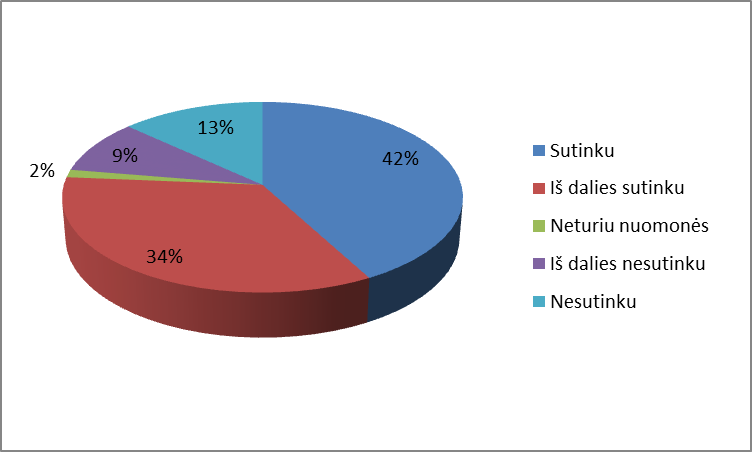 13%
42%
9%
2%
34%
Sutinku
Iš dalies sutinku
Neturiu nuomonės
Iš dalies nesutinku
Nesutinku